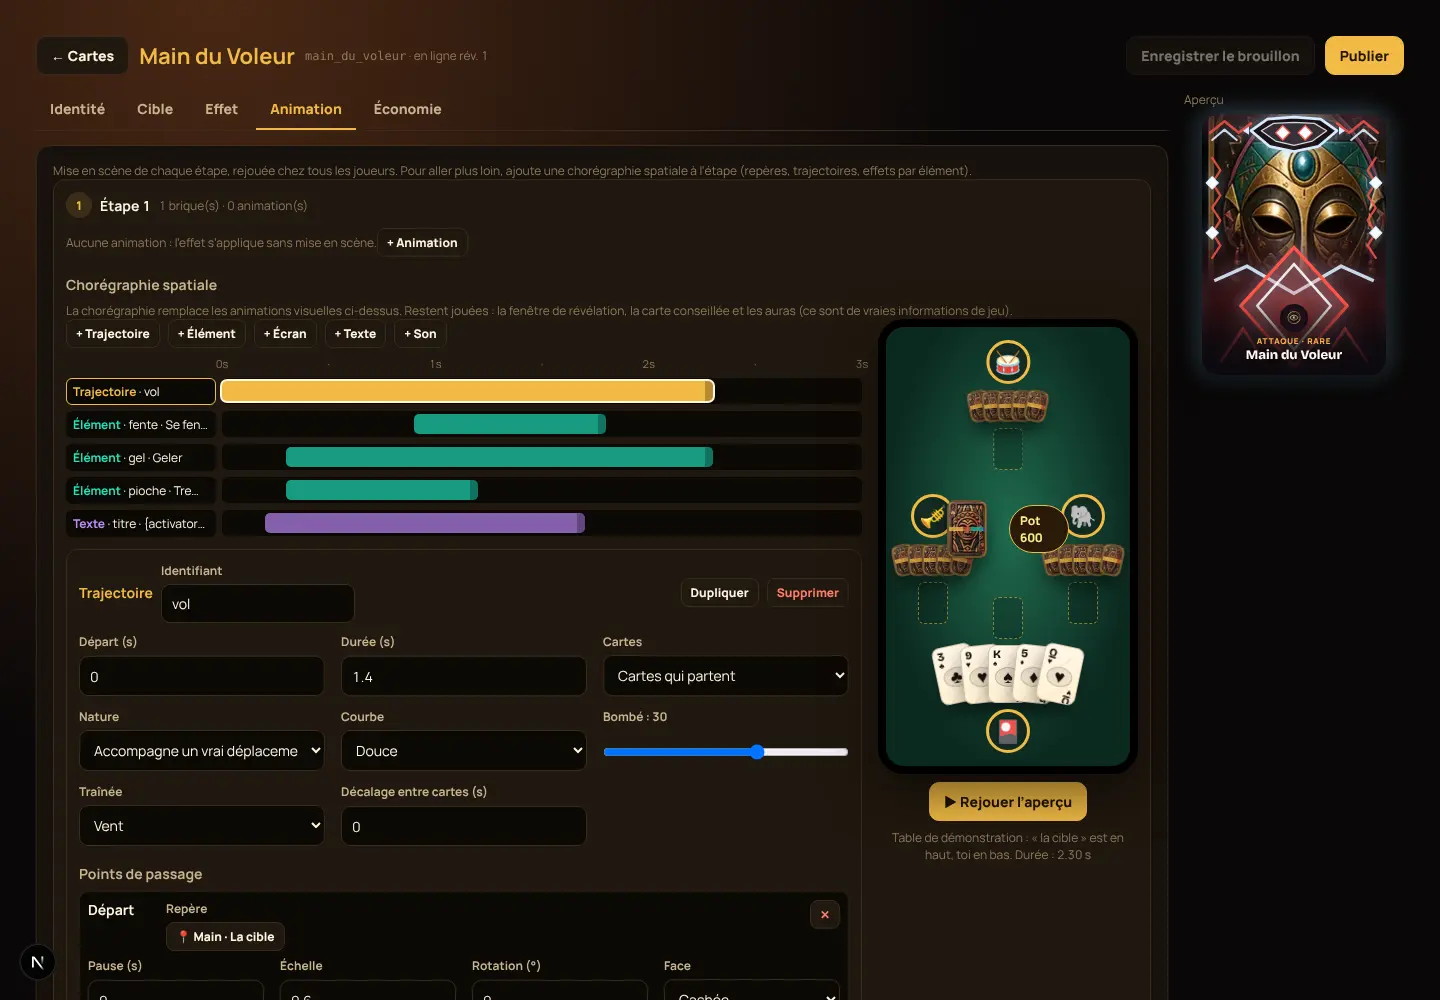 ← Cartes
Main du Voleur
main_du_voleur · en ligne rév. 1
Enregistrer le brouillon
Publier
Identité
Cible
Effet
Animation
Économie
Aperçu
ATTAQUE · RARE
Main du Voleur
Mise en scène de chaque étape, rejouée chez tous les joueurs. Pour aller plus loin, ajoute une chorégraphie spatiale à l'étape (repères, trajectoires, effets par élément).
1 Étape 1 1 brique(s) · 0 animation(s)
Aucune animation : l'effet s'applique sans mise en scène. + Animation
Chorégraphie spatiale
La chorégraphie remplace les animations visuelles ci-dessus. Restent jouées : la fenêtre de révélation, la carte conseillée et les auras (ce sont de vraies informations de jeu).
+ Trajectoire
+ Élément
+ Écran
+ Texte
+ Son
0s 1s 2s 3s
Trajectoire · vol
Élément · fente · Se fen...
Élément · gel · Geler
Élément · pioche · Tre...
Texte · titre · {activator...
Trajectoire
Identifiant
vol
Dupliquer
Supprimer
Départ (s)
0
Durée (s)
1.4
Cartes
Cartes qui partent
Nature
Accompagne un vrai déplaceme
Courbe
Douce
Bombé : 30
Traînée
Vent
Décalage entre cartes (s)
0
Points de passage
Départ
Repère
📍 Main · La cible
×
Pause (s)
0
Échelle
0.6
Rotation (°)
0
Face
Cachée
Pot
600
3 9 K 5 Q
▶ Rejouer l'aperçu
Table de démonstration : « la cible » est en
haut, toi en bas. Durée : 2.30 s
N